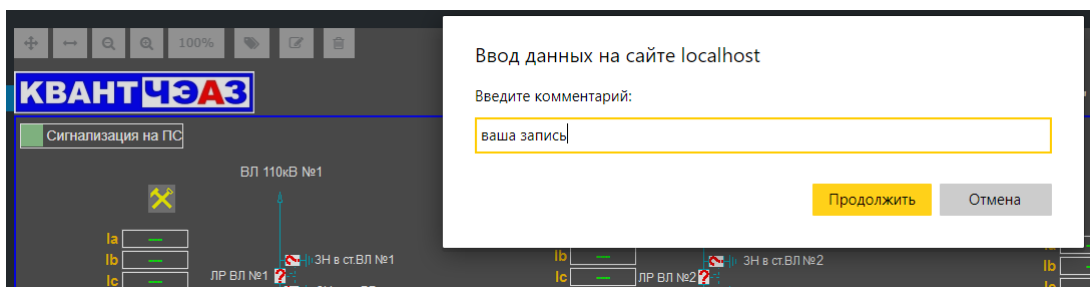 100%
Ввод данных на сайте localhost
Введите комментарий:
ваша запись
Продолжить Отмена
КВАНТ ЧЭАЗ
Сигнализация на ПС
ВЛ 110кВ №1
Ia —
Ib — ЗН в ст.ВЛ №1 Ib — ЗН в ст.ВЛ №2 Ib
Ic — ЛР ВЛ №1 ? Ic — ЛР ВЛ №2 ? Ic